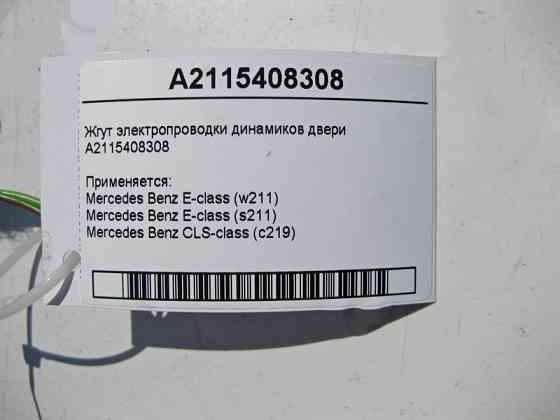 A2115408308
Жгут электропроводки динамиков двери
A2115408308
Применяется:
Mercedes Benz E-class (w211)
Mercedes Benz E-class (s211)
Mercedes Benz CLS-class (c219)